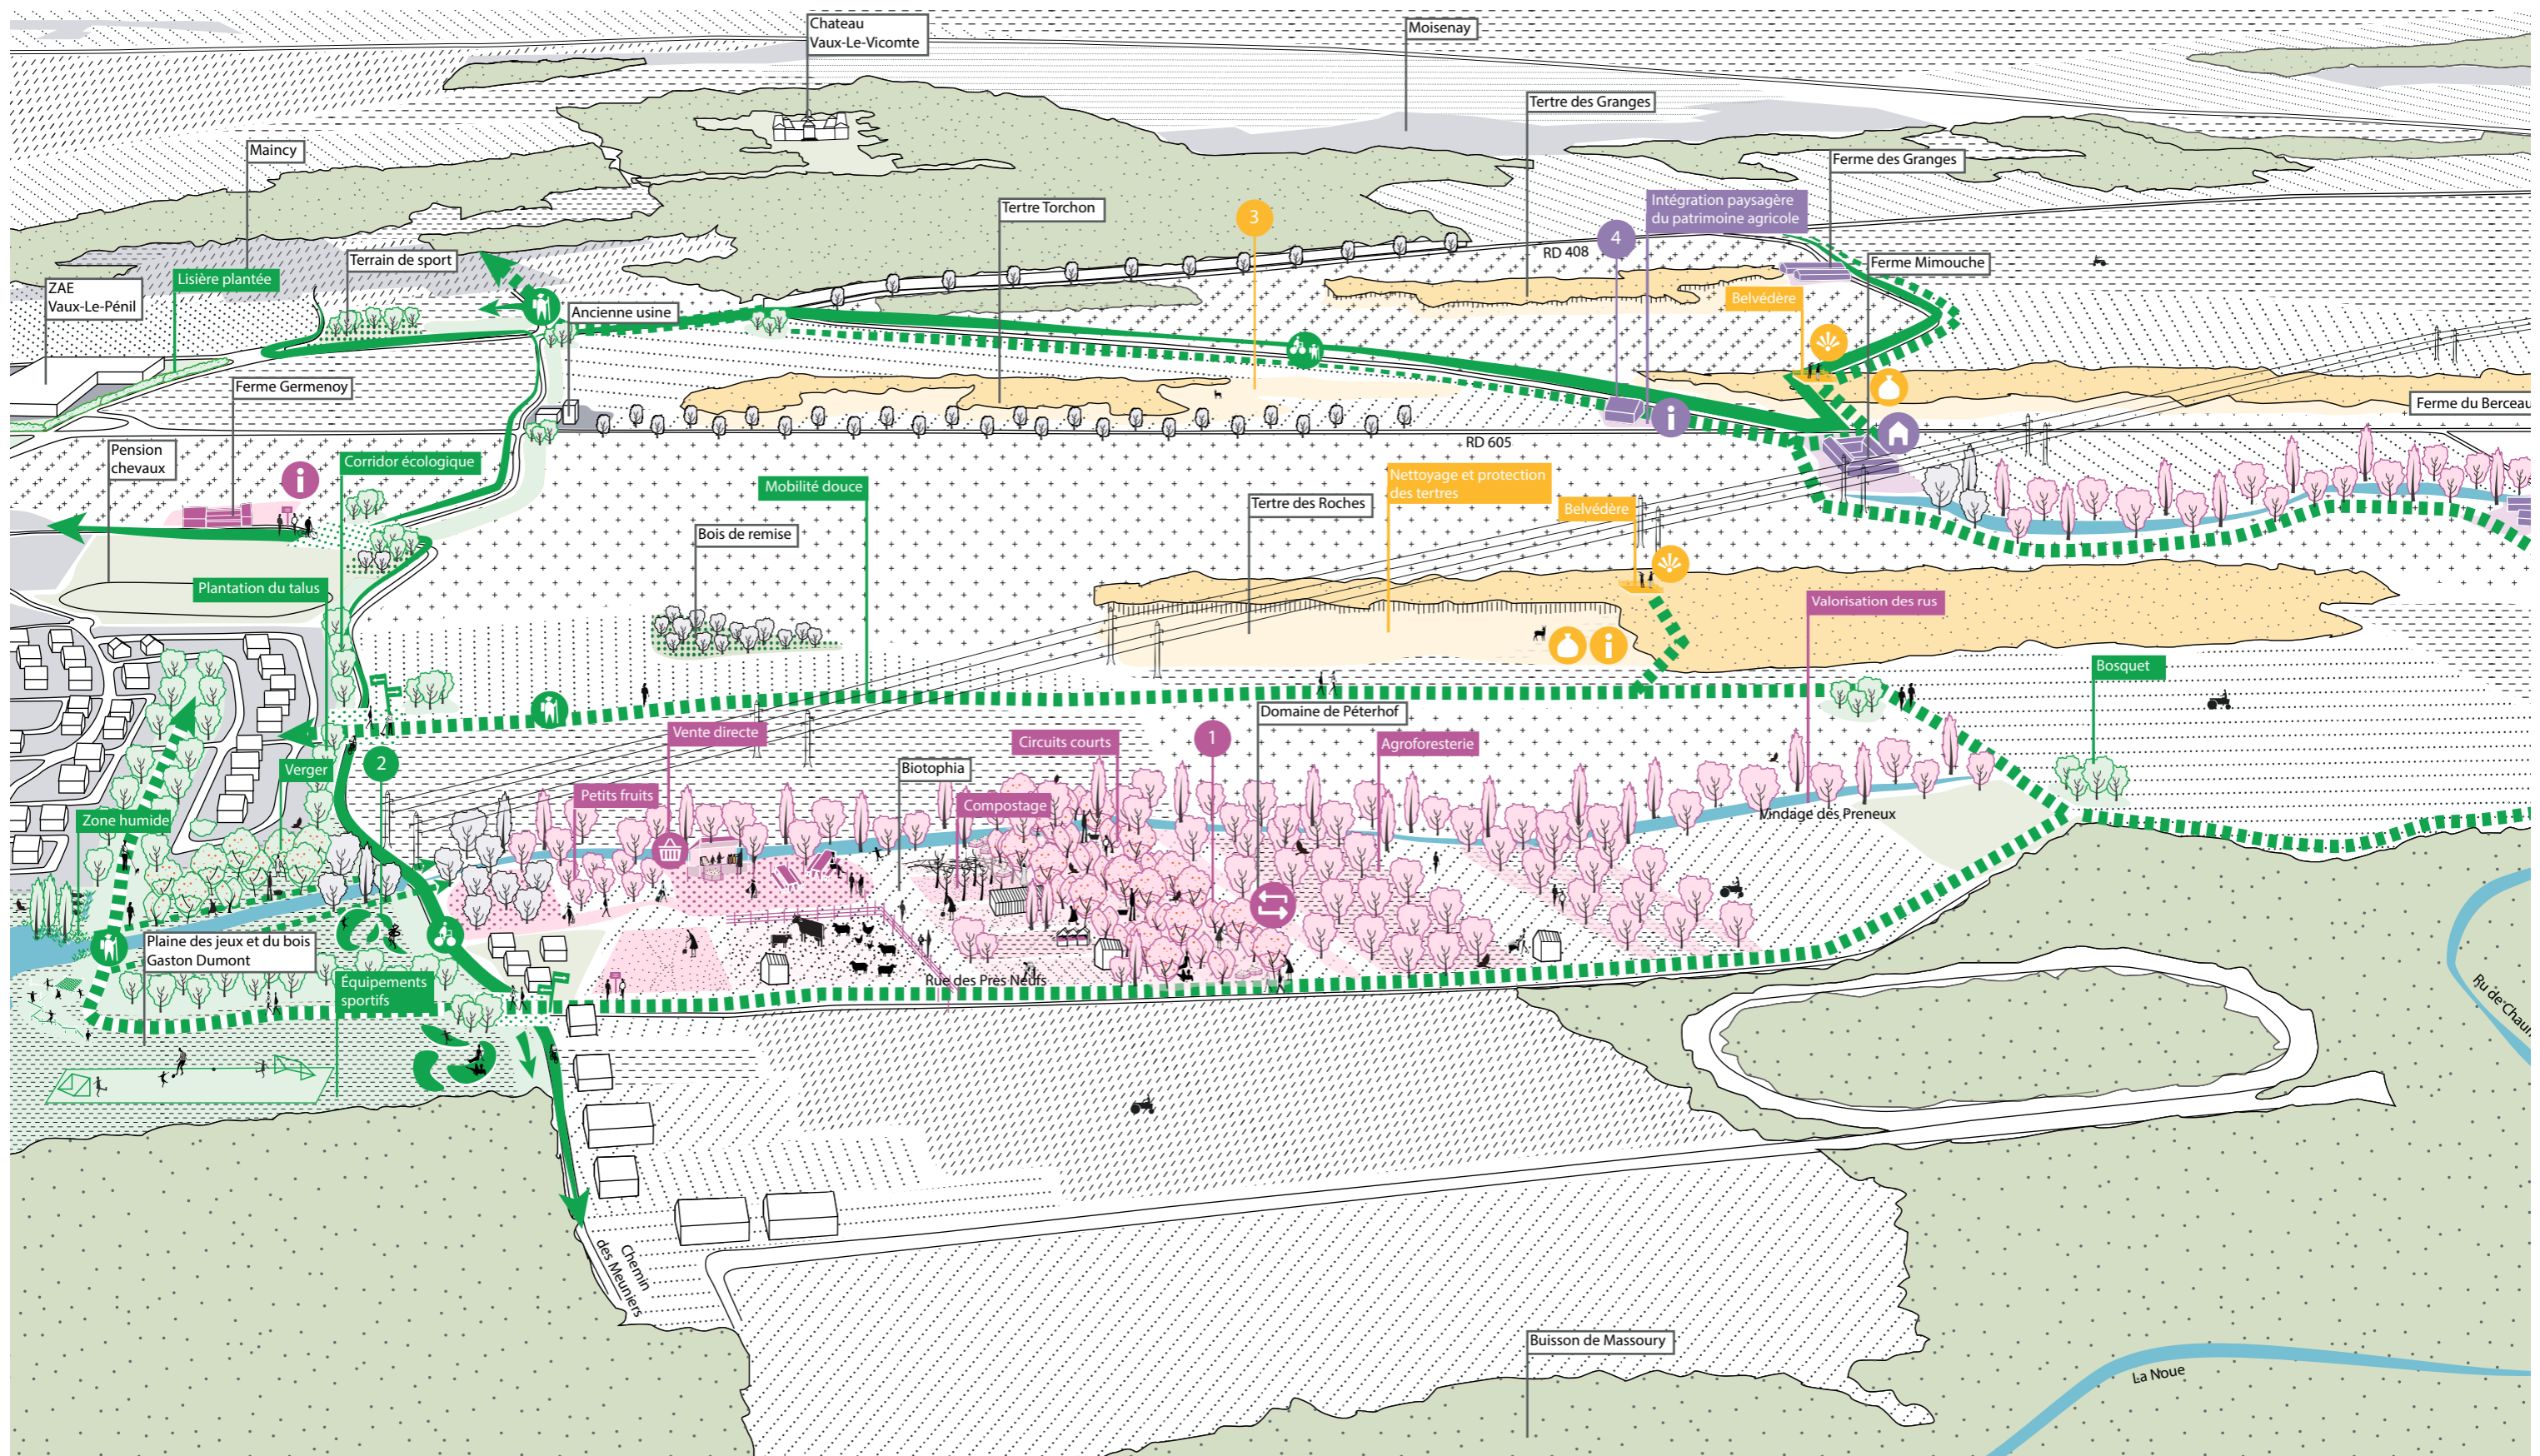 Chateau
Vaux-Le-Vicomte
Moisenay
Tertre des Granges
Maincy
Ferme des Granges
Intégration paysagère
du patrimoine agricole
Tertre Torchon
3
4
RD 408
Terrain de sport
Ferme Mimouche
Lisière plantée
ZAE
Vaux-Le-Pénil
Belvédère
Ancienne usine
Ferme Germenoy
Ferme du Berceau
i
RD 605
Pension
chevaux
Corridor écologique
i
Mobilité douce
Nettoyage et protection
des tertres
Tertre des Roches
Belvédère
Bois de remise
Plantation du talus
Valorisation des rus
i
Bosquet
Domaine de Péterhof
Vente directe
Circuits courts
1
Agroforesterie
2
Verger
Biotophia
Petits fruits
Compostage
Zone humide
Vindage des Preneux
Plaine des jeux et du bois
Gaston Dumont
Équipements
sportifs
Rue des Près Neufs
Chemin
des Meuniers
Buisson de Massoury
La Noue